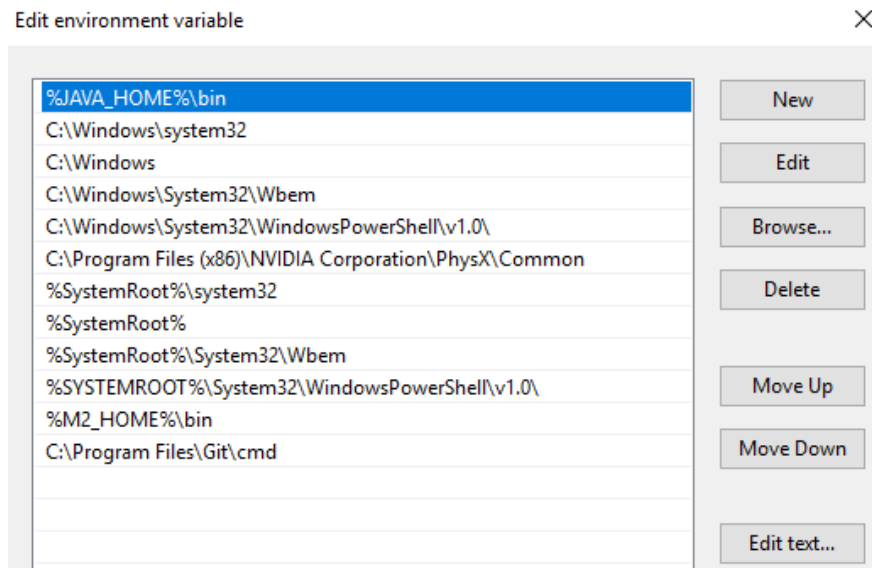 Edit environment variable
%JAVA_HOME%\bin
C:\Windows\system32
C:\Windows
C:\Windows\System32\Wbem
C:\Windows\System32\WindowsPowerShell\v1.0\
C:\Program Files (x86)\NVIDIA Corporation\PhysX\Common
%SystemRoot%\system32
%SystemRoot%
%SystemRoot%\System32\Wbem
%SYSTEMROOT%\System32\WindowsPowerShell\v1.0\
%M2_HOME%\bin
C:\Program Files\Git\cmd
New
Edit
Browse...
Delete
Move Up
Move Down
Edit text...